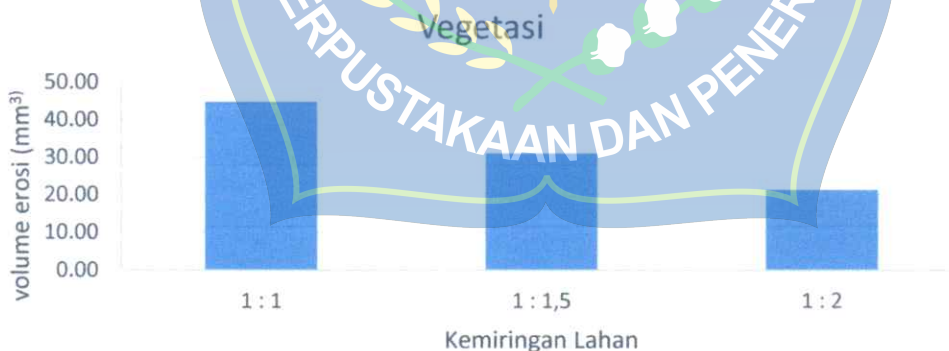 Vegetasi
ERPUSTAKAAN DAN PENER
volume erosi (mm³)
50.00
40.00
30.00
20.00
10.00
0.00
1 : 1
1 : 1,5
1 : 2
Kemiringan Lahan